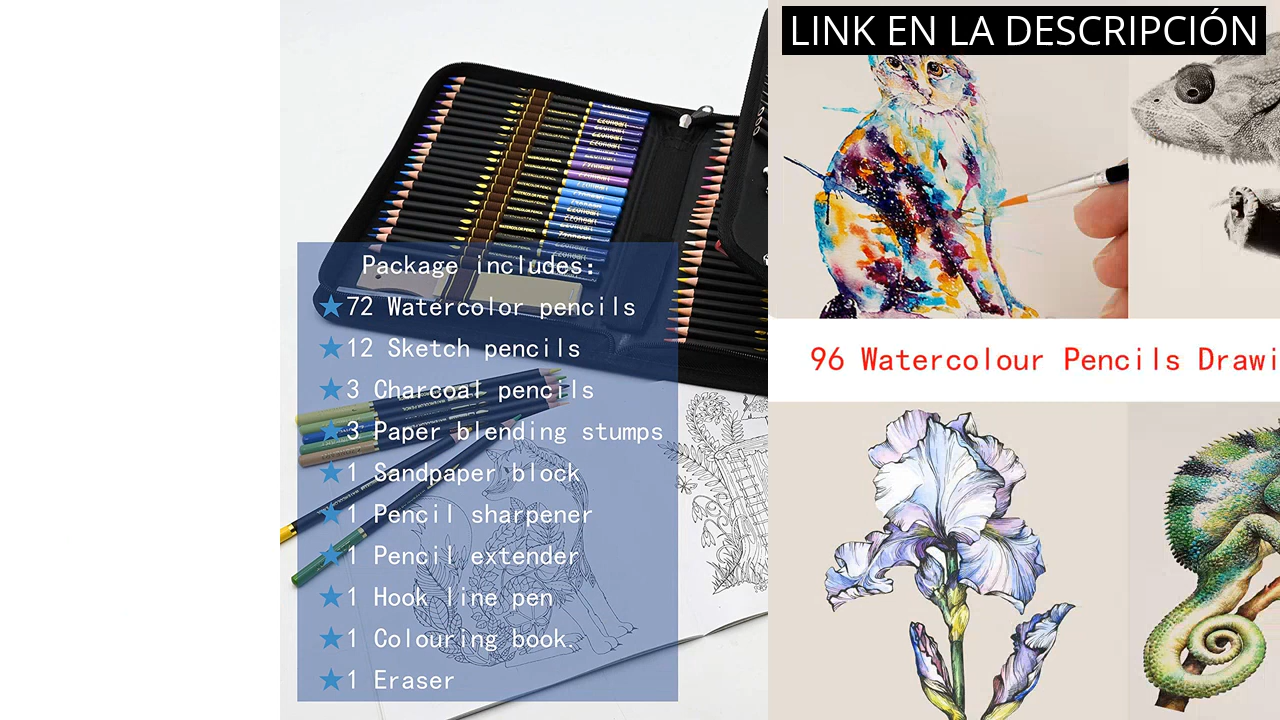 LINK EN LA DESCRIPCIÓN
Package includes:
★72 Watercolor pencils
★12 Sketch pencils
★3 Charcoal pencils
★3 Paper blending stumps
★1 Sandpaper block
★1 Pencil sharpener
★1 Pencil extender
★1 Hook line pen
★1 Colouring book.
★1 Eraser
96 Watercolour Pencils Drawi